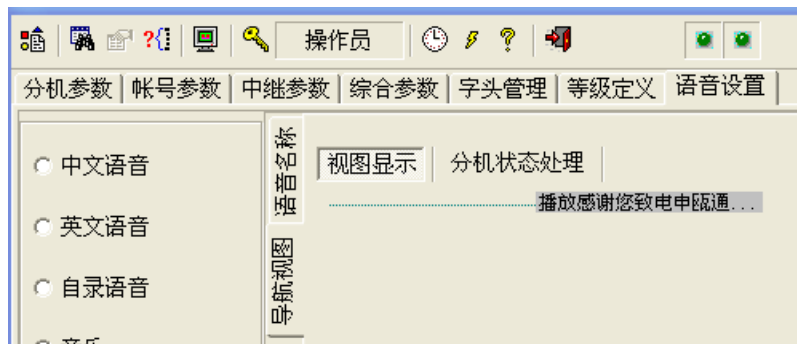 操作员
分机参数 帐号参数 中继参数 综合参数 字头管理 等级定义 语音设置
中文语音
英文语音
自录语音
语音名称
导航视图
视图显示 分机状态处理
播放感谢您致电申瓯通...